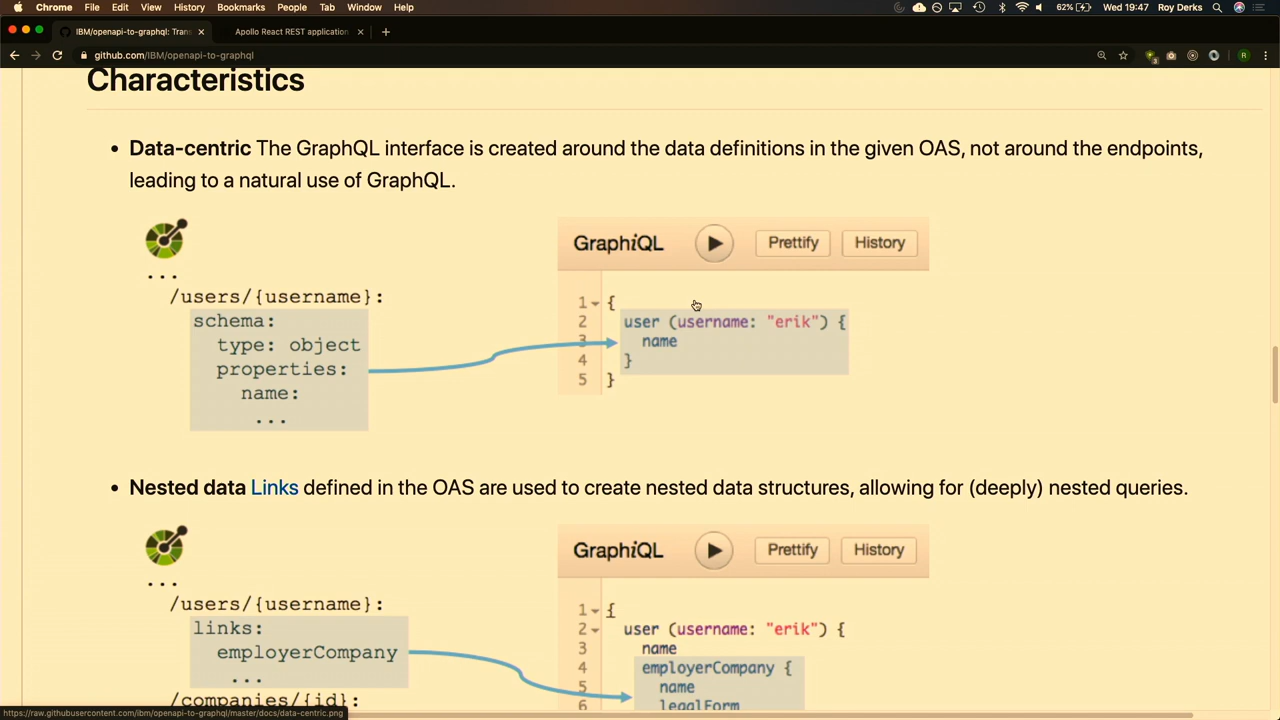 Chrome File Edit View History Bookmarks People Tab Window Help 62% Wed 19:47 Roy Derks
IBM/openapi-to-graphql: Trans × Apollo React REST application × +
github.com/IBM/openapi-to-graphql
Characteristics
• Data-centric The GraphQL interface is created around the data definitions in the given OAS, not around the endpoints,
leading to a natural use of GraphQL.
GraphiQL Prettify History
...
/users/{username}:
schema:
type: object
properties:
name:
...
1 {
2 user (username: "erik") {
3 name
4 }
5 }
• Nested data Links defined in the OAS are used to create nested data structures, allowing for (deeply) nested queries.
GraphiQL Prettify History
...
/users/{username}:
links:
employerCompany
...
/companies/{id}:
1 {
2 user (username: "erik") {
3 name
4 employerCompany {
5 name
6 legalForm
https://raw.githubusercontent.com/ibm/openapi-to-graphql/master/docs/data-centric.png